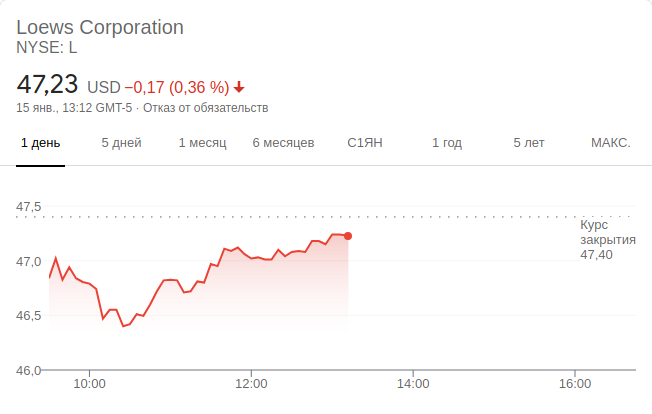 Loews Corporation
NYSE: L
47,23 USD −0,17 (0,36 %)
15 янв., 13:12 GMT-5 · Отказ от обязательств
1 день 5 дней 1 месяц 6 месяцев С1ЯН 1 год 5 лет МАКС.
47,5
Курс
закрытия
47,40
47,0
46,5
46,0
10:00 12:00 14:00 16:00